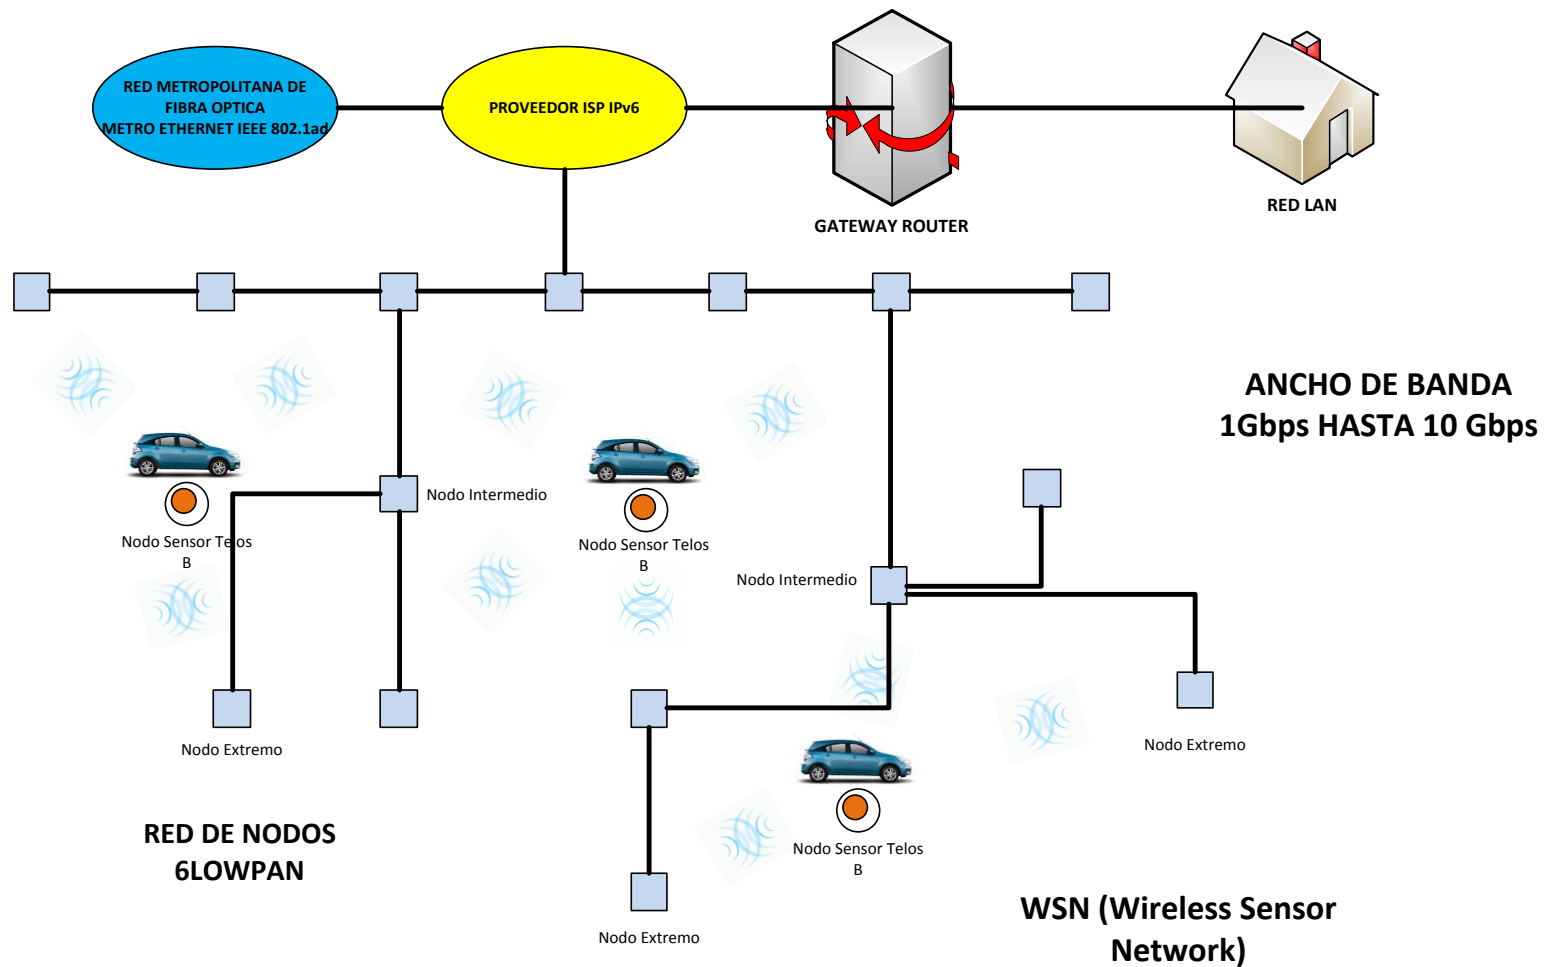 RED METROPOLITANA DE
FIBRA OPTICA
METRO ETHERNET IEEE 802.1ad
PROVEEDOR ISP IPv6
GATEWAY ROUTER
RED LAN
ANCHO DE BANDA
1Gbps HASTA 10 Gbps
Nodo Intermedio
Nodo Sensor Telos
B
Nodo Sensor Telos
B
Nodo Intermedio
Nodo Extremo
Nodo Extremo
RED DE NODOS
6LOWPAN
Nodo Sensor Telos
B
Nodo Extremo
WSN (Wireless Sensor
Network)